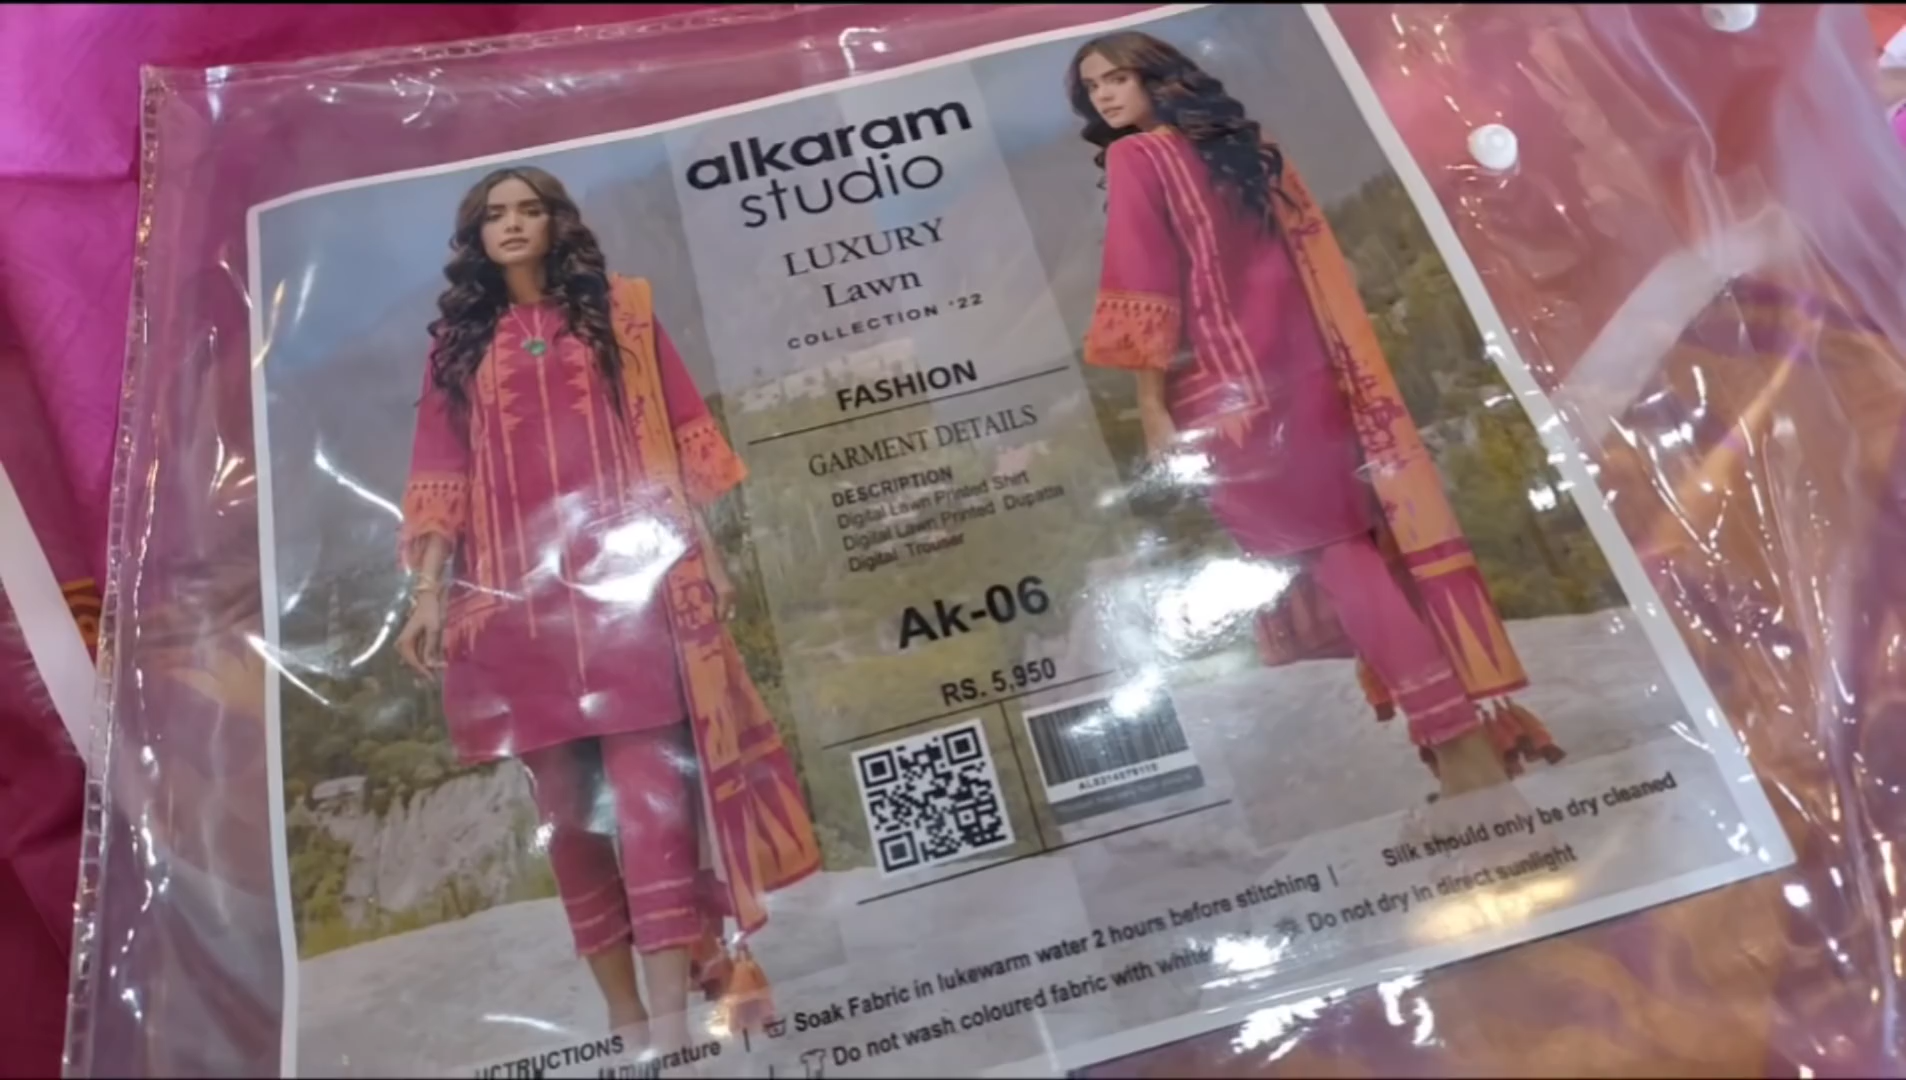 alkaram
studio
LUXURY
Lawn
COLLECTION '22
FASHION
GARMENT DETAILS
DESCRIPTION
Digital Lawn Printed Shirt
Digital Lawn Printed Dupatta
Digital Trouser
Ak-06
RS. 5,950
Soak Fabric in lukewarm water 2 hours before stitching | Silk should only be dry cleaned
Do not wash coloured fabric with white Do not dry in direct sunlight